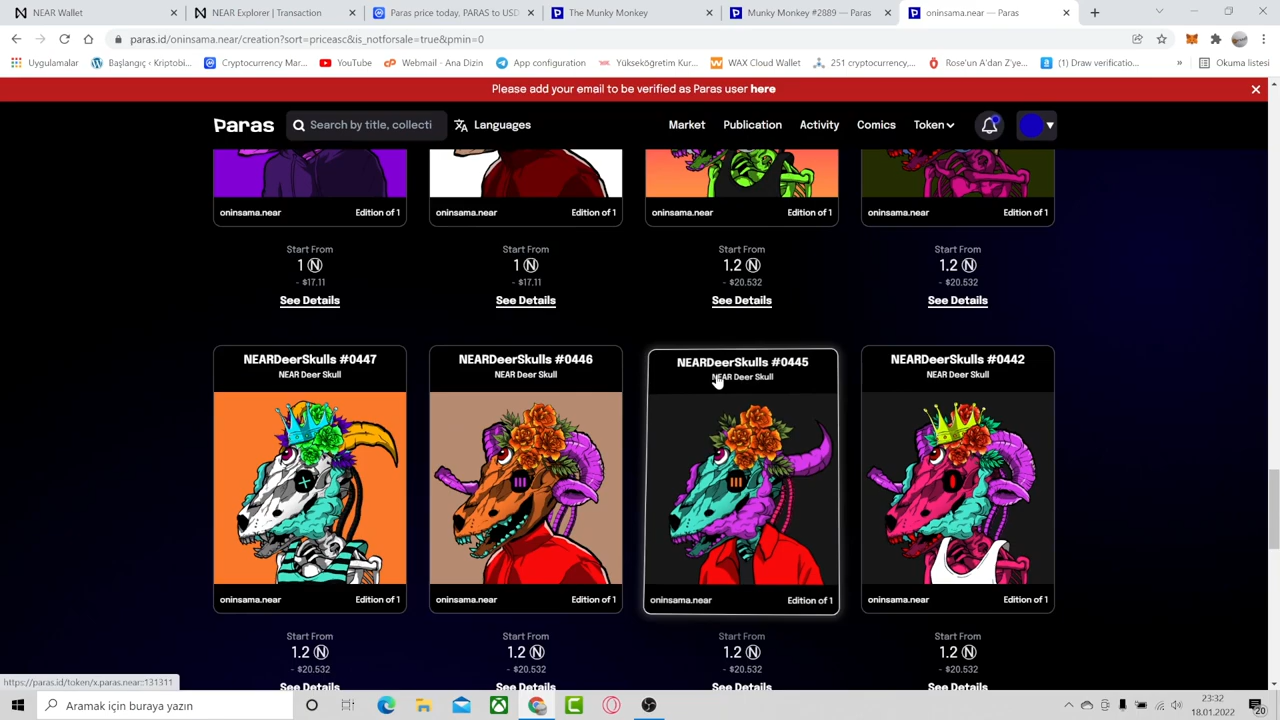 NEAR Wallet
NEAR Explorer | Transaction
Paras price today, PARAS to USD
The Munky Monkey
Munky Monkey #2889 — Paras
oninsama.near — Paras
paras.id/oninsama.near/creation?sort=priceasc&is_notforsale=true&pmin=0
Uygulamalar
Başlangıç ‹ Kriptobi...
Cryptocurrency Mar...
YouTube
Webmail · Ana Dizin
App configuration
Yükseköğretim Kur...
WAX Cloud Wallet
251 cryptocurrency,...
Rose'un A'dan Z'ye...
(1) Draw verificatio...
»
Okuma listesi
Please add your email to be verified as Paras user here
Paras
Search by title, collecti
Languages
Market
Publication
Activity
Comics
Token
oninsama.near Edition of 1
oninsama.near Edition of 1
oninsama.near Edition of 1
oninsama.near Edition of 1
Start From
1 N
- $17.11
See Details
Start From
1 N
- $17.11
See Details
Start From
1.2 N
- $20.532
See Details
Start From
1.2 N
- $20.532
See Details
NEARDeerSkulls #0447
NEAR Deer Skull
oninsama.near Edition of 1
Start From
1.2 N
- $20.532
See Details
NEARDeerSkulls #0446
NEAR Deer Skull
oninsama.near Edition of 1
Start From
1.2 N
- $20.532
See Details
NEARDeerSkulls #0445
NEAR Deer Skull
oninsama.near Edition of 1
Start From
1.2 N
- $20.532
See Details
NEARDeerSkulls #0442
NEAR Deer Skull
oninsama.near Edition of 1
Start From
1.2 N
- $20.532
See Details
https://paras.id/token/x.paras.near::131311
Aramak için buraya yazın
23:32
18.01.2022
20